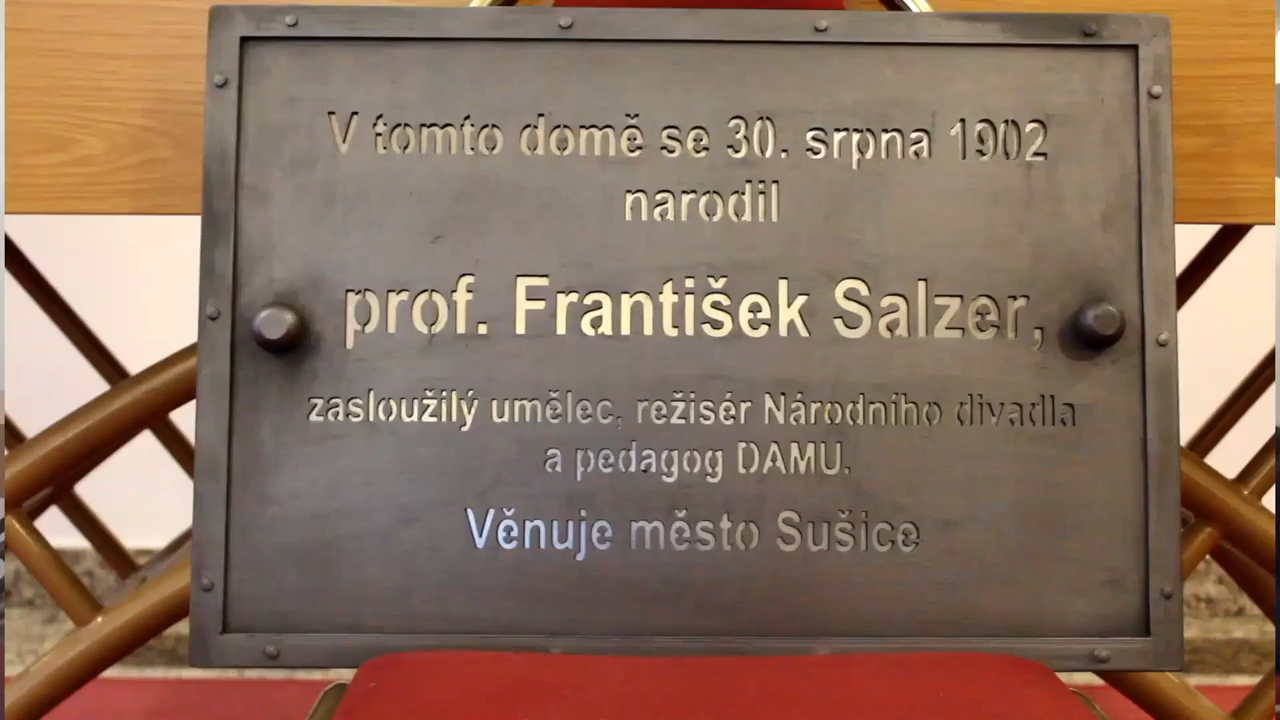 V tomto domě se 30. srpna 1902
narodil
prof. František Salzer,
zasloužilý umělec, režisér Národního divadla
a pedagog DAMU.
Věnuje město Sušice